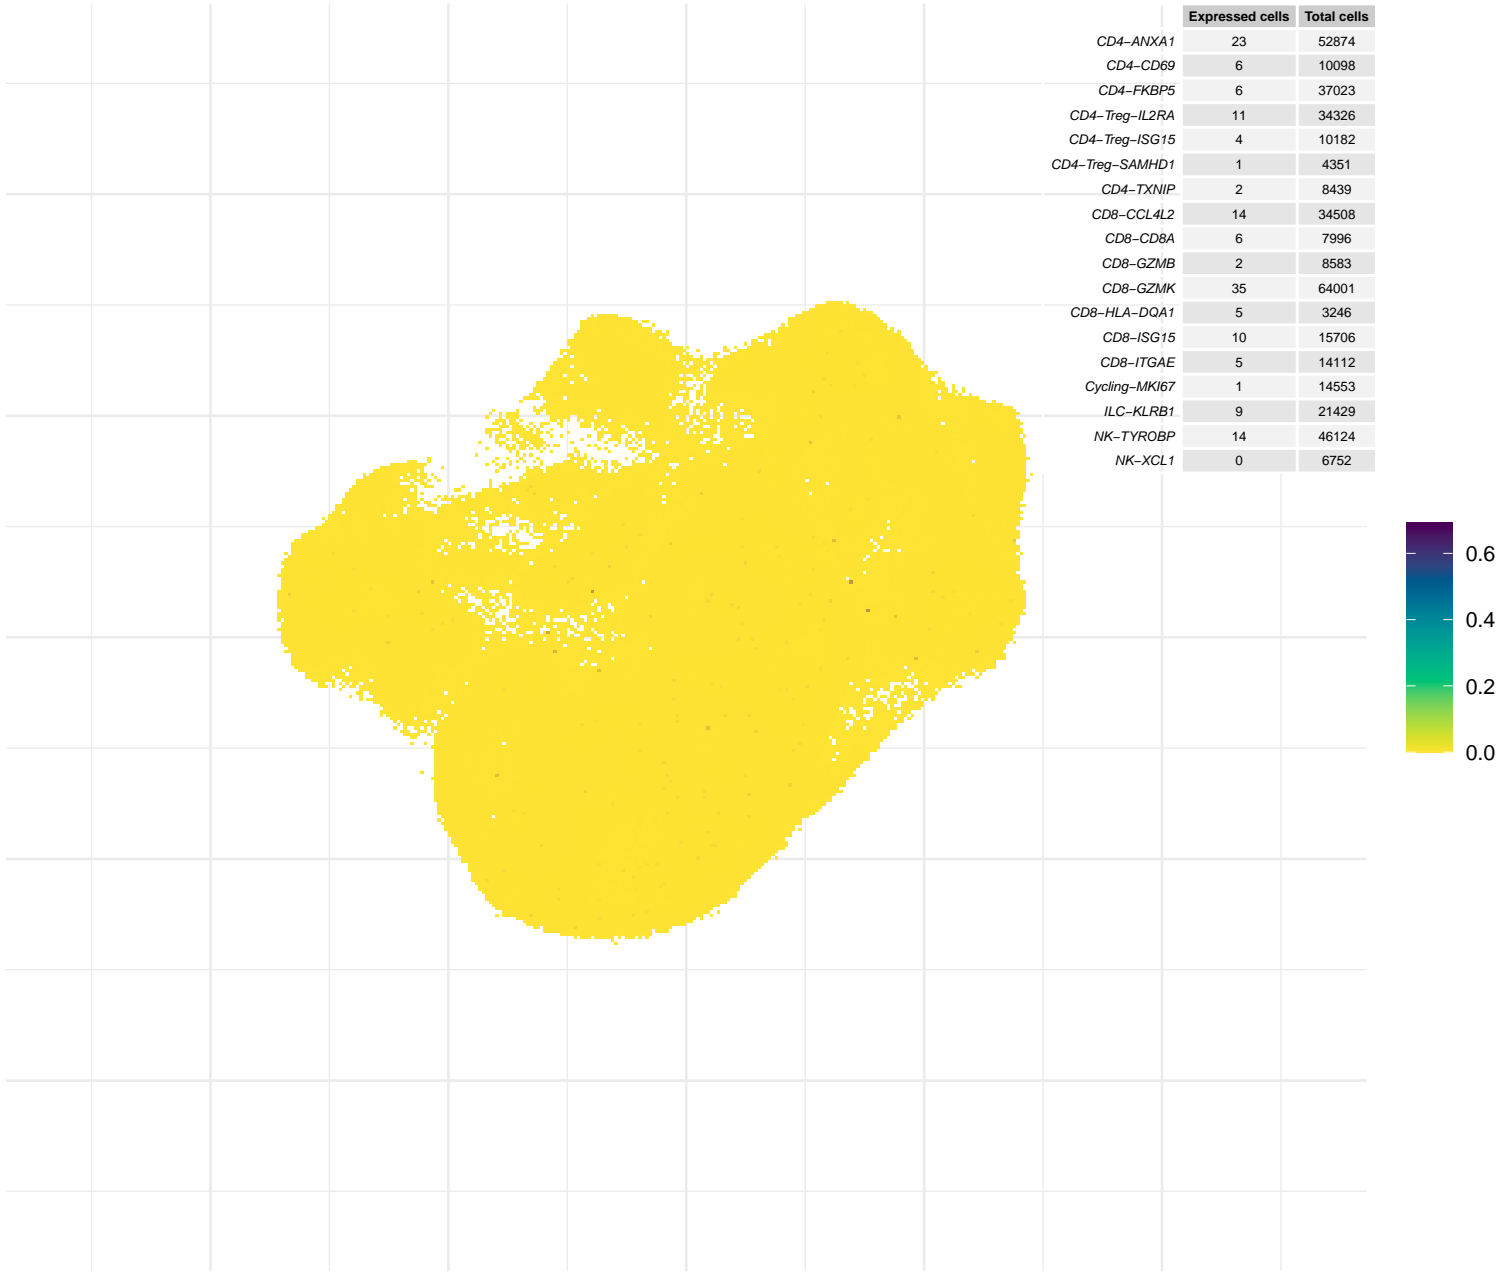 Expressed cells Total cells
CD4−ANXA1 23 52874
CD4−CD69 6 10098
CD4−FKBP5 6 37023
CD4−Treg−IL2RA 11 34326
CD4−Treg−ISG15 4 10182
CD4−Treg−SAMHD1 1 4351
CD4−TXNIP 2 8439
CD8−CCL4L2 14 34508
CD8−CD8A 6 7996
CD8−GZMB 2 8583
CD8−GZMK 35 64001
CD8−HLA−DQA1 5 3246
CD8−ISG15 10 15706
CD8−ITGAE 5 14112
Cycling−MKI67 1 14553
ILC−KLRB1 9 21429
NK−TYROBP 14 46124
NK−XCL1 0 6752
0.6
0.4
0.2
0.0